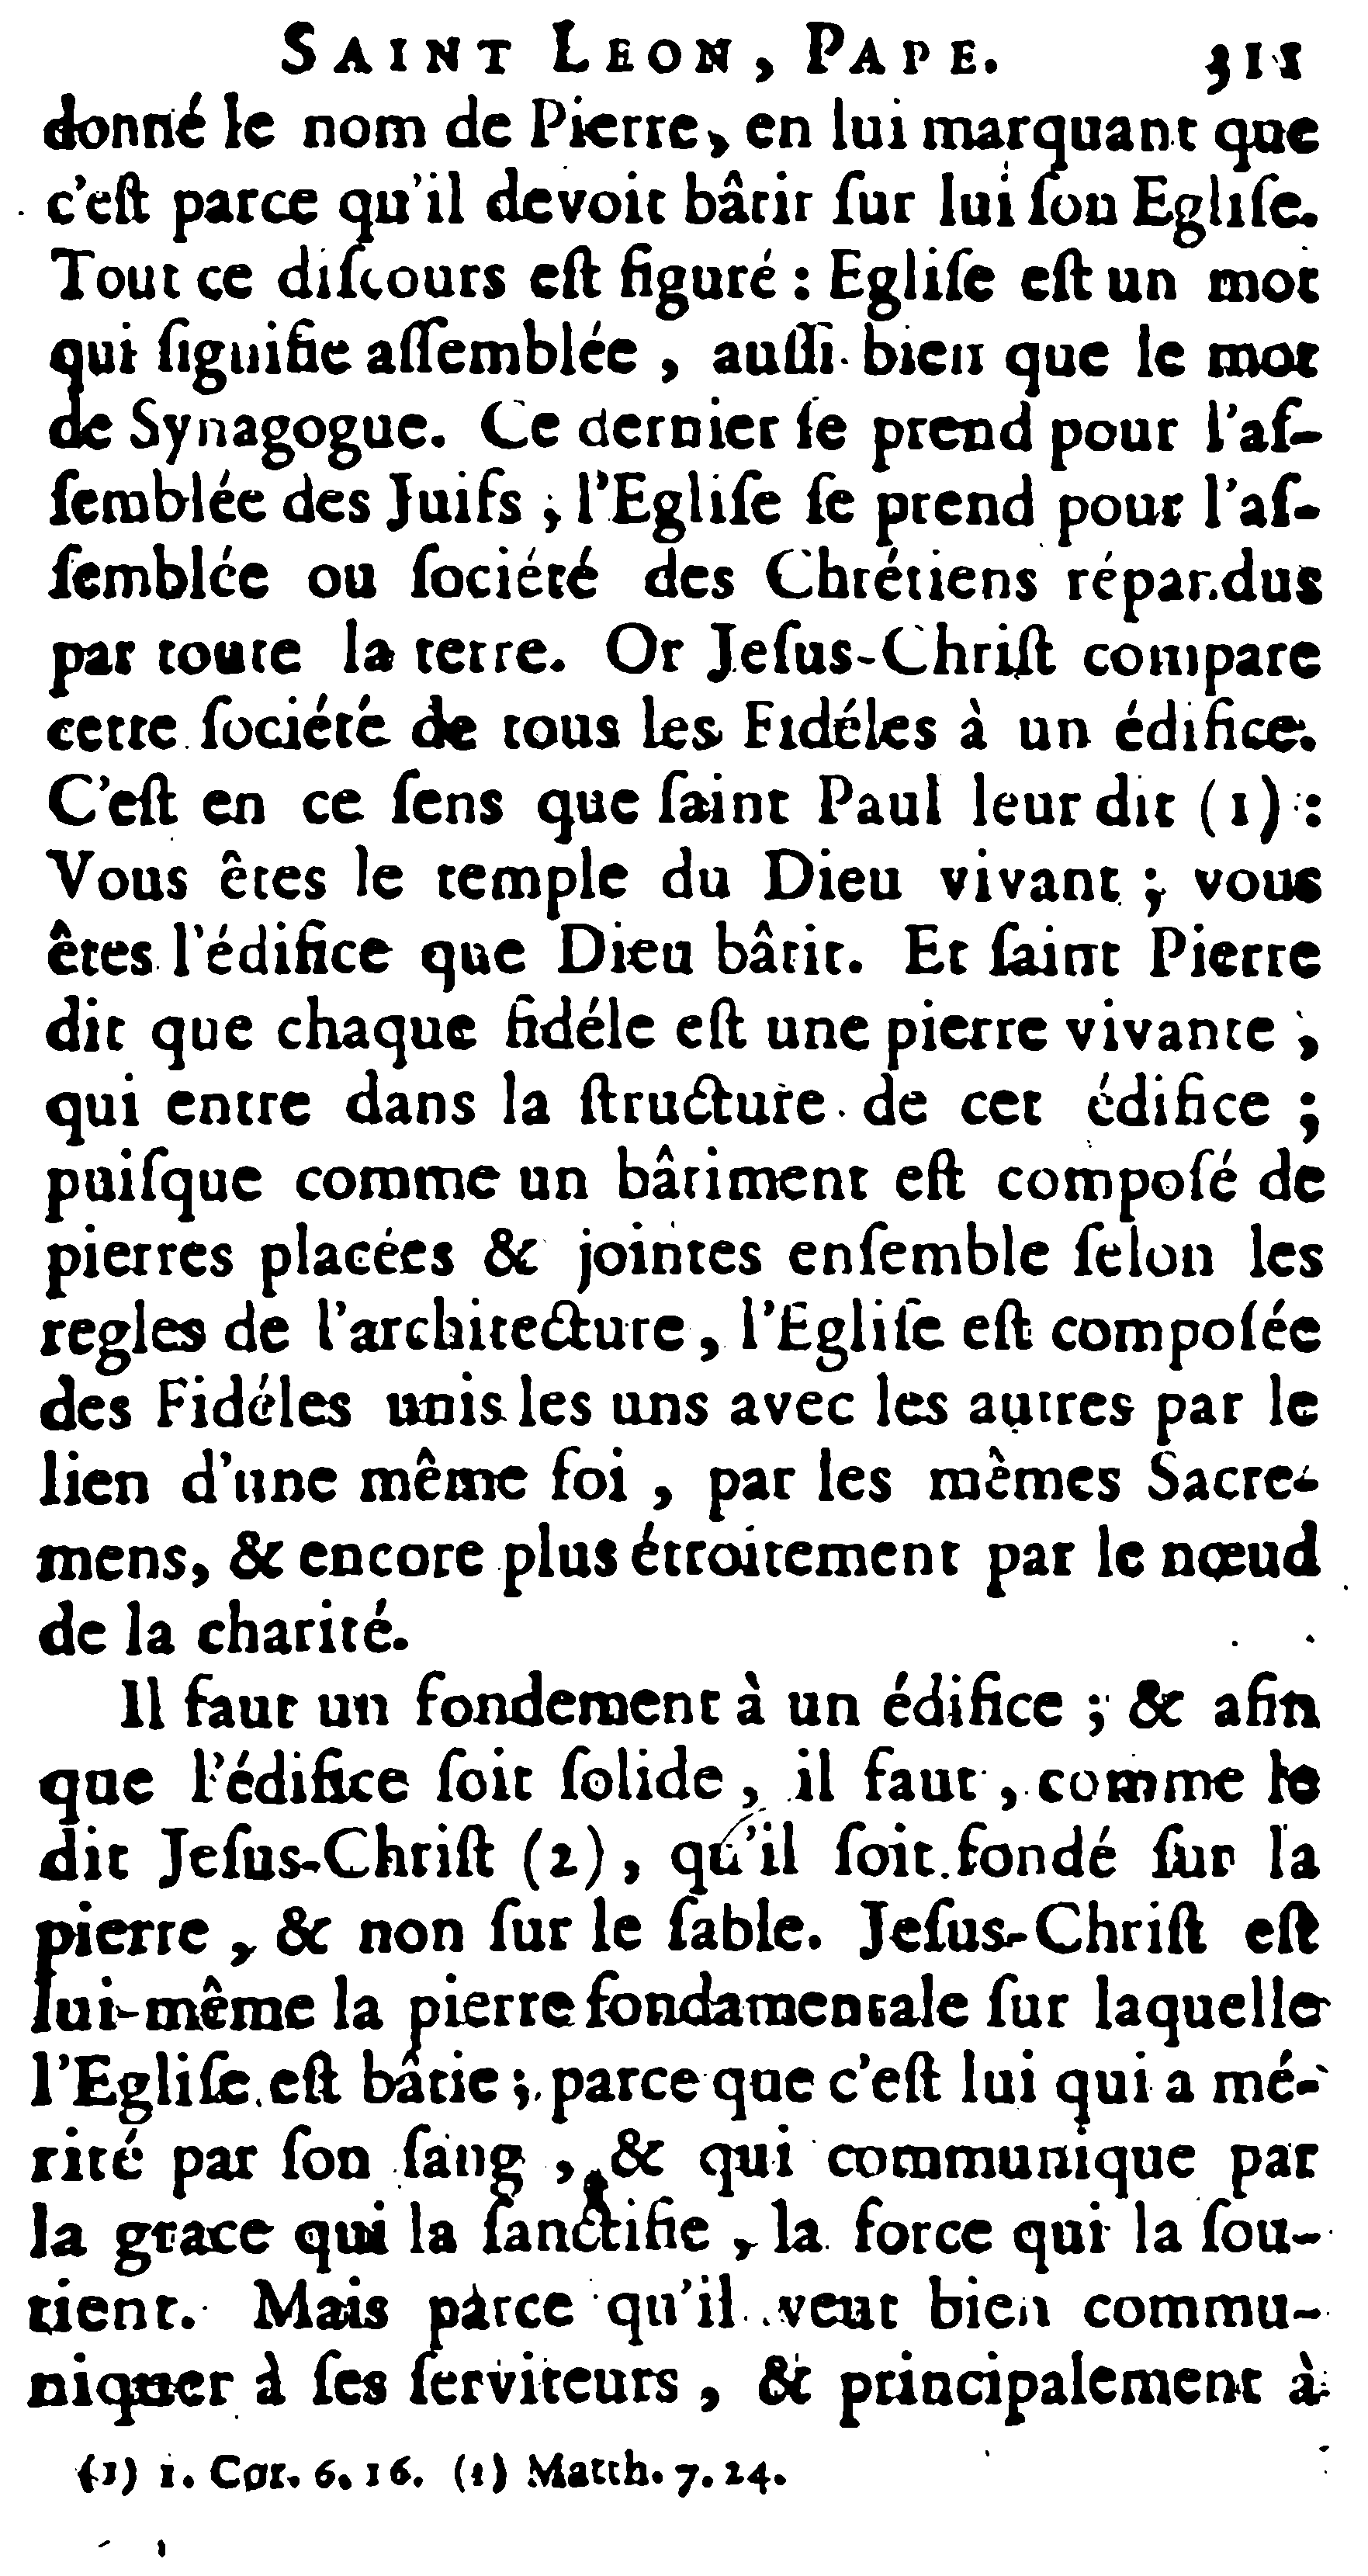 SAINT LEON, PAPE. 311
donné le nom de Pierre, en lui marquant que
c'eſt parce qu'il devoit bâtir ſur lui ſon Egliſe.
Tout ce diſcours eſt figuré : Egliſe eſt un mot
qui ſignifie aſſemblée , auſſi bien que le mot
de Synagogue. Ce dernier ſe prend pour l'aſ-
ſemblée des Juifs ; l'Egliſe ſe prend pour l'aſ-
ſemblée ou ſociété des Chrétiens répandus
par toute la terre. Or Jeſus-Chriſt compare
cette ſociété de tous les Fidéles à un édifice.
C'eſt en ce ſens que ſaint Paul leur dit (1) :
Vous êtes le temple du Dieu vivant ; vous
êtes l'édifice que Dieu bâtit. Et ſaint Pierre
dit que chaque fidéle eſt une pierre vivante ,
qui entre dans la ſtructure de cet édifice ;
puiſque comme un bâtiment eſt compoſé de
pierres placées & jointes enſemble ſelon les
regles de l'architecture , l'Egliſe eſt compoſée
des Fidéles unis les uns avec les autres par le
lien d'une même foi , par les mêmes Sacre-
mens, & encore plus étroitement par le nœud
de la charité.
Il faut un fondement à un édifice ; & afin
que l'édifice ſoit ſolide , il faut , comme le
dit Jeſus-Chriſt (2) , qu'il ſoit fondé ſur la
pierre , & non ſur le ſable. Jeſus-Chriſt eſt
lui-même la pierre fondamentale ſur laquelle
l'Egliſe eſt bâtie ; parce que c'eſt lui qui a mé-
rité par ſon ſang , & qui communique par
la grace qui la ſanctifie , la force qui la ſou-
tient. Mais parce qu'il veut bien commu-
niquer à ſes ſerviteurs , & principalement à
(1) 1. Cor. 6. 16. (2) Matth. 7. 24.